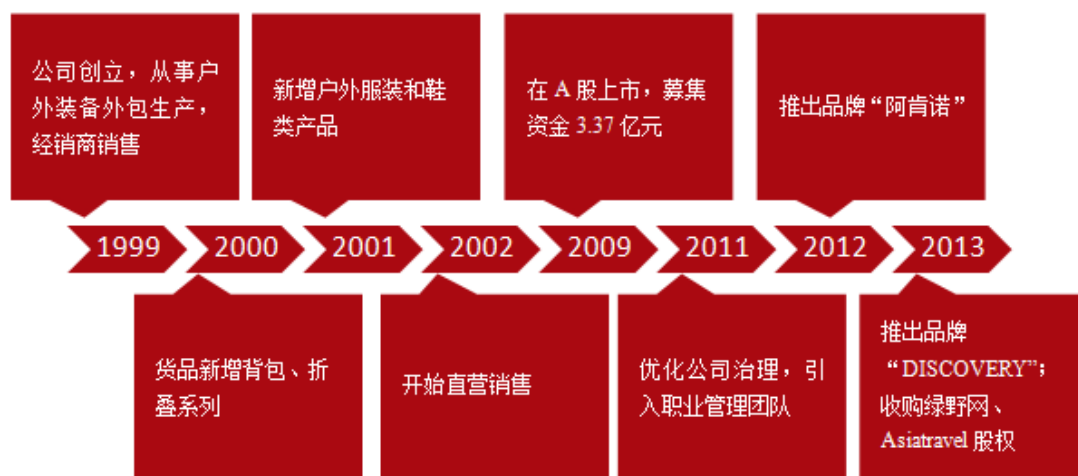 公司创立，从事户
外装备外包生产，
经销商销售
新增户外服装和鞋
类产品
在 A 股上市，募集
资金 3.37 亿元
推出品牌“阿肯诺”
1999
2000
2001
2002
2009
2011
2012
2013
货品新增背包、折
叠系列
开始直营销售
优化公司治理，引
入职业管理团队
推出品牌
“DISCOVERY”；
收购绿野网、
Asiatravel 股权